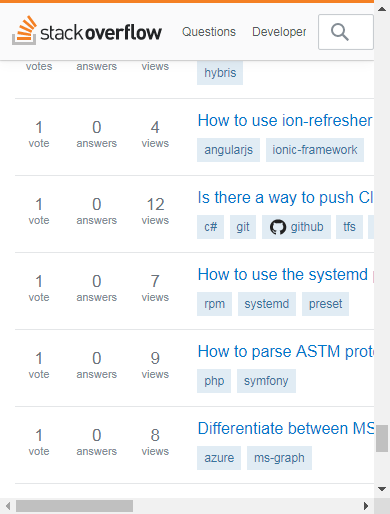 stackoverflow Questions Developer
votes answers views
hybris
1 0 4 How to use ion-refresher
vote answers views
angularjs ionic-framework
1 0 12 Is there a way to push
vote answers views
c# git github tfs
1 0 7 How to use the systemd
vote answers views
rpm systemd preset
1 0 9 How to parse ASTM
vote answers views
php symfony
1 0 8 Differentiate between MS
vote answers views
azure ms-graph